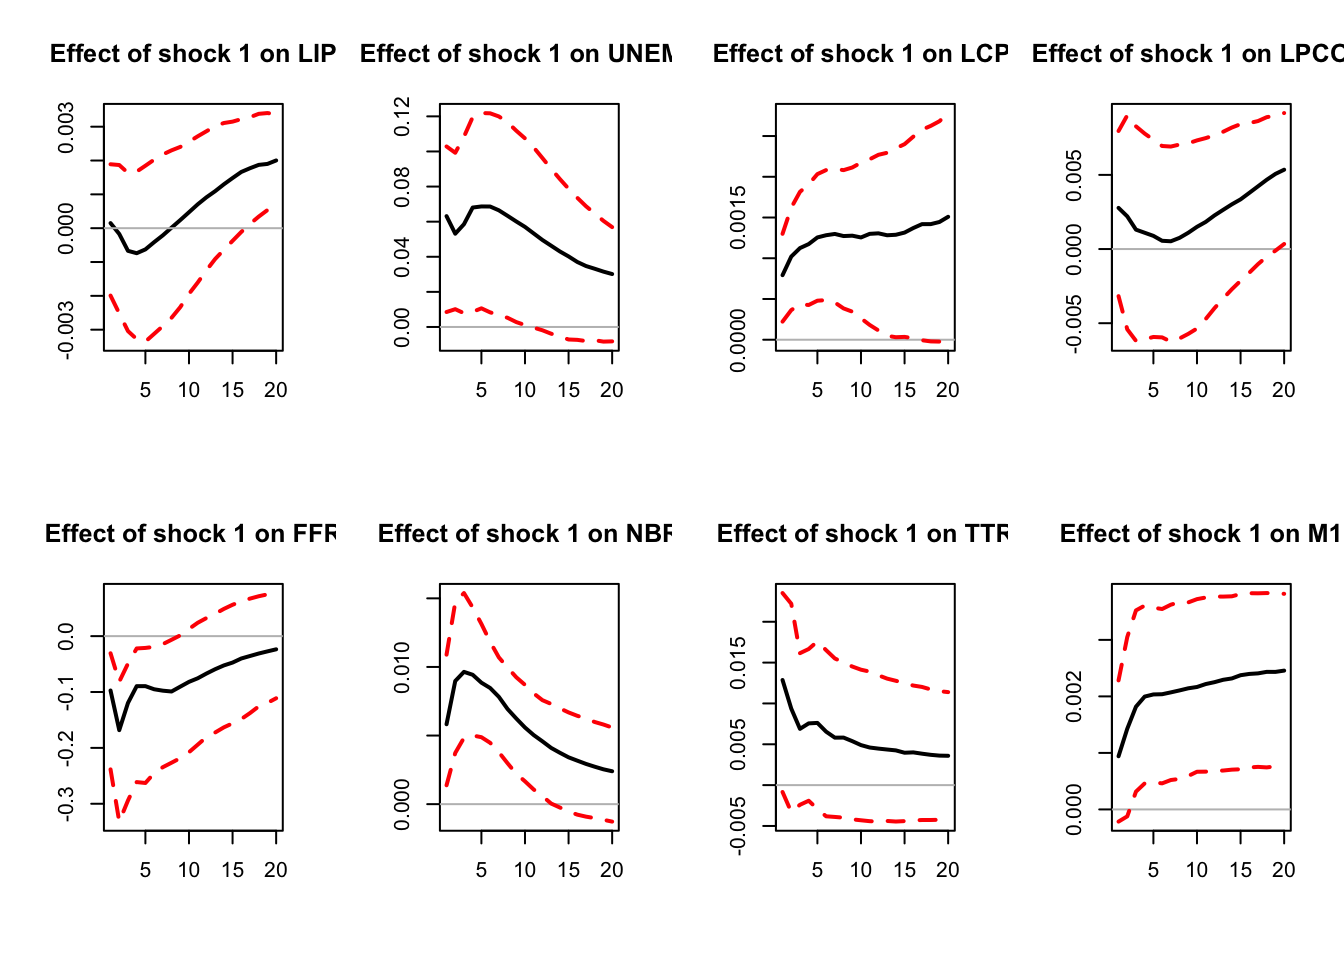 Effect of shock 1 on LIP
Effect of shock 1 on UNEM
Effect of shock 1 on LCP
Effect of shock 1 on LPCO
0.003
0.000
-0.003
5 10 15 20
0.12
0.08
0.04
0.00
5 10 15 20
0.0015
0.0000
5 10 15 20
0.005
0.000
-0.005
5 10 15 20
Effect of shock 1 on FFR
Effect of shock 1 on NBR
Effect of shock 1 on TTR
Effect of shock 1 on M1
0.0
-0.1
-0.2
-0.3
5 10 15 20
0.010
0.000
5 10 15 20
0.015
0.005
-0.005
5 10 15 20
0.002
0.000
5 10 15 20